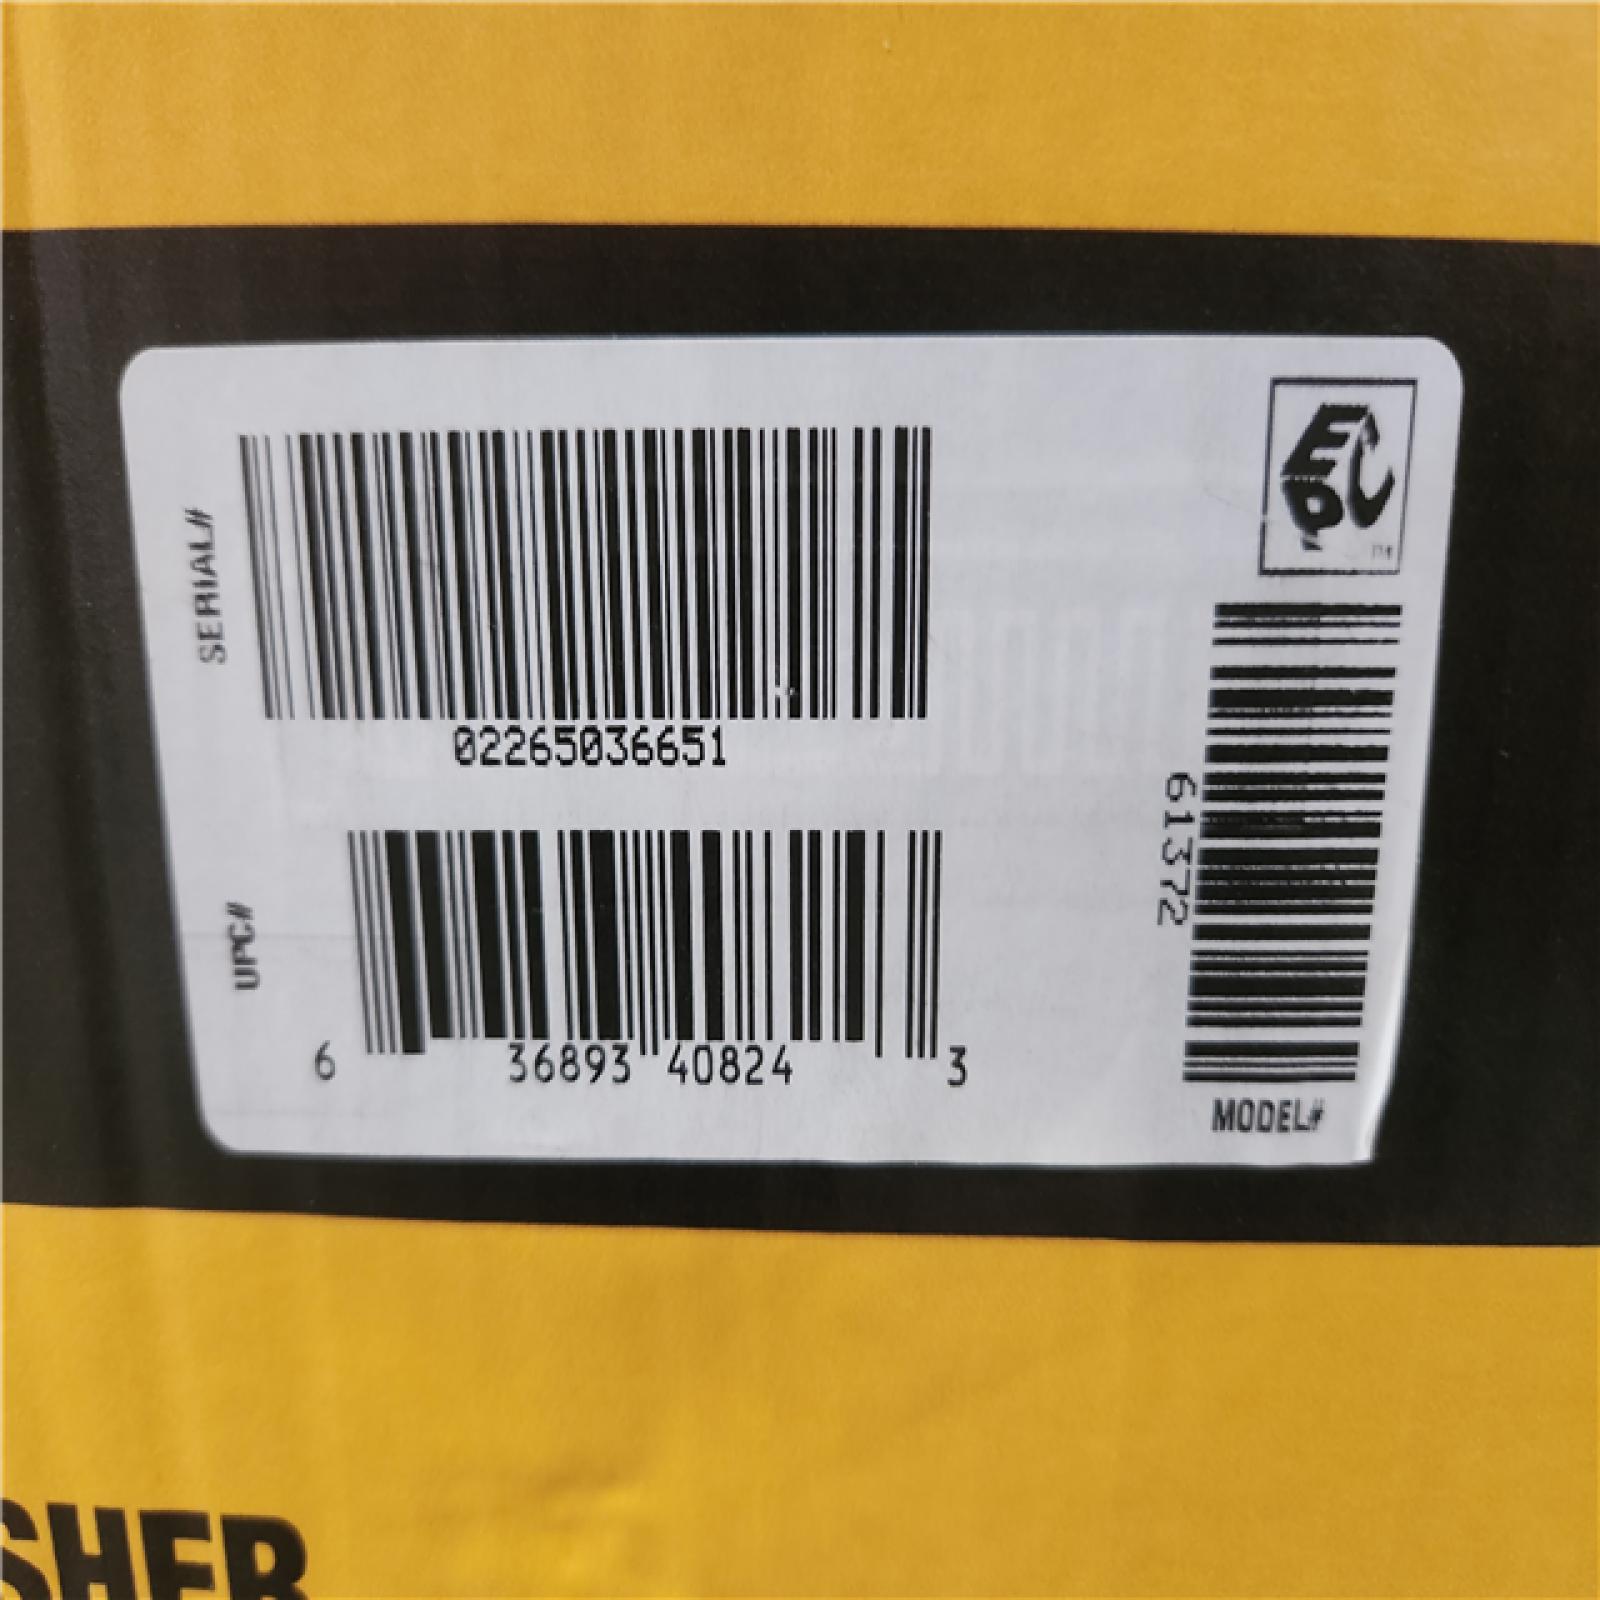 SERIAL#
02265036651
UPC#
6 36893 40824 3
61372
MODEL#
SHER